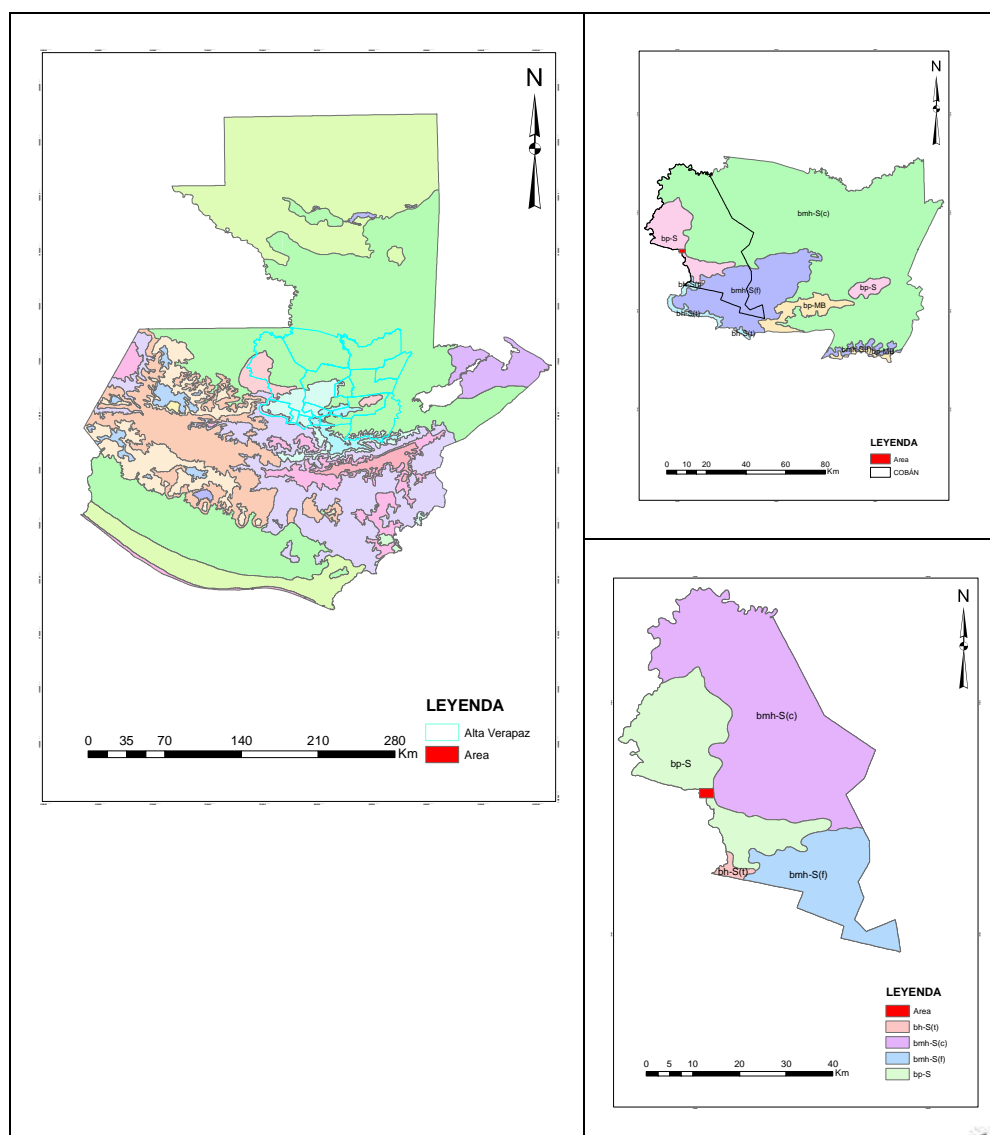 N
LEYENDA
Alta Verapaz
Area
0 35 70 140 210 280
Km
N
bmh-S(c)
bp-S
bmh-S(f)
bp-S
bp-MB
bh-S(t)
bh-S(t)
LEYENDA
Area
COBÁN
0 10 20 40 60 80
Km
N
bmh-S(c)
bp-S
bh-S(t)
bmh-S(f)
LEYENDA
Area
bh-S(t)
bmh-S(c)
bmh-S(f)
bp-S
0 5 10 20 30 40
Km